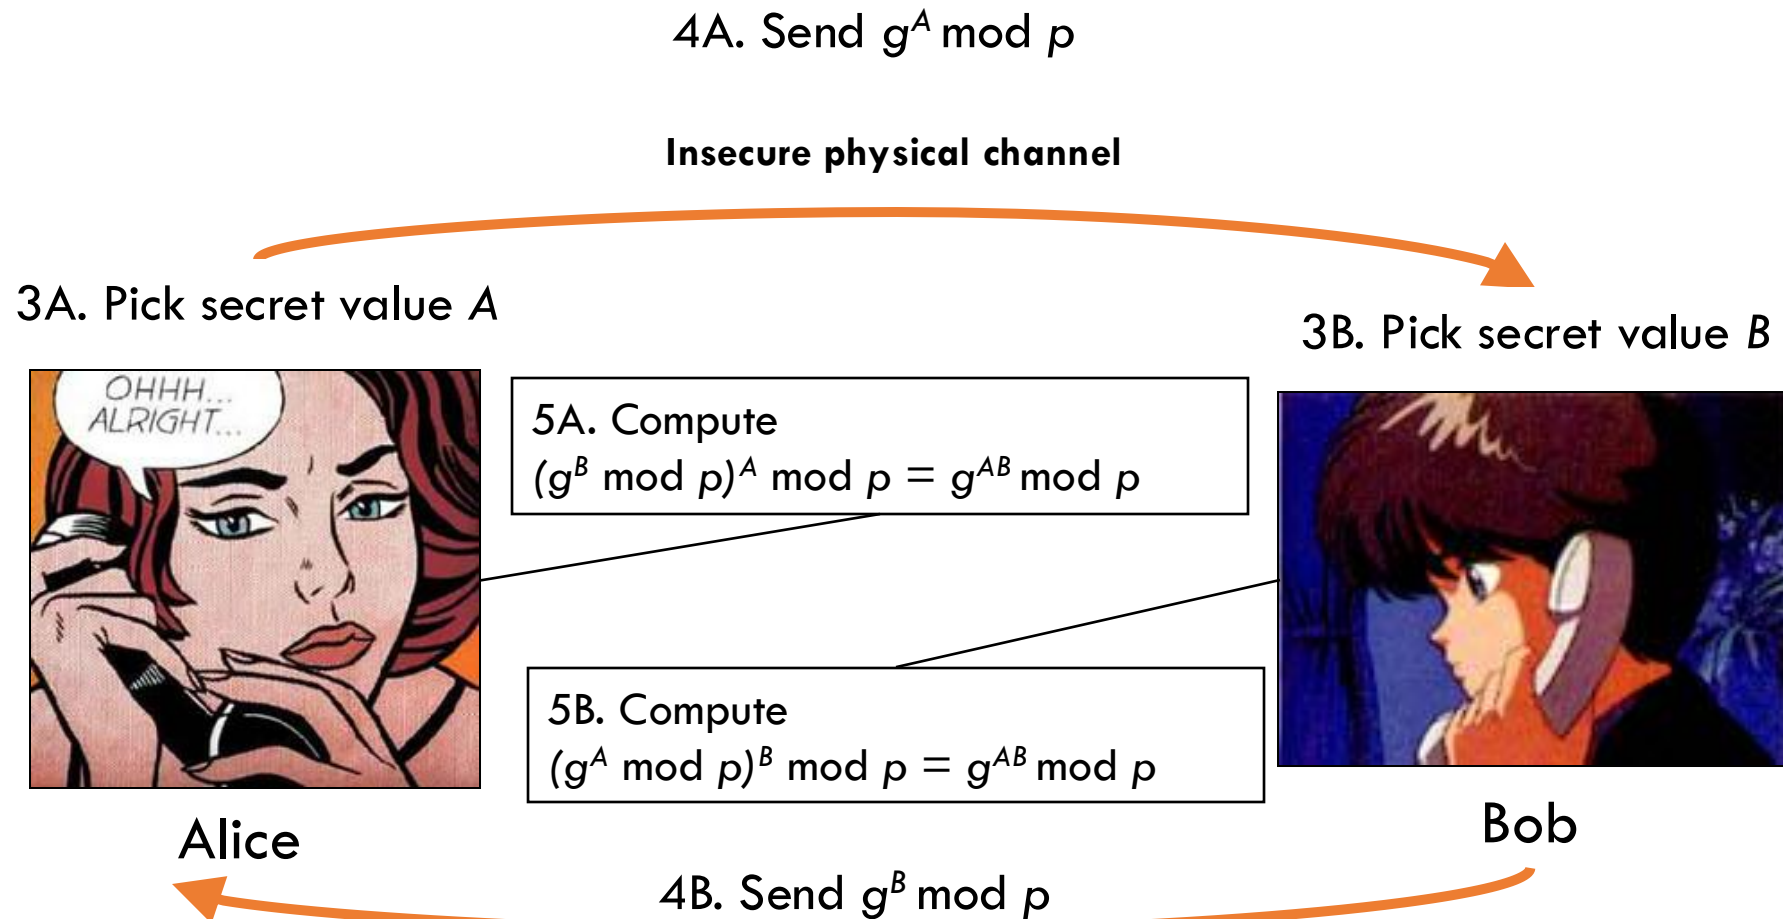 4A. Send g^A mod p
Insecure physical channel
3A. Pick secret value A
3B. Pick secret value B
OHHH...
ALRIGHT...
5A. Compute
(g^B mod p)^A mod p = g^AB mod p
5B. Compute
(g^A mod p)^B mod p = g^AB mod p
Alice
Bob
4B. Send g^B mod p